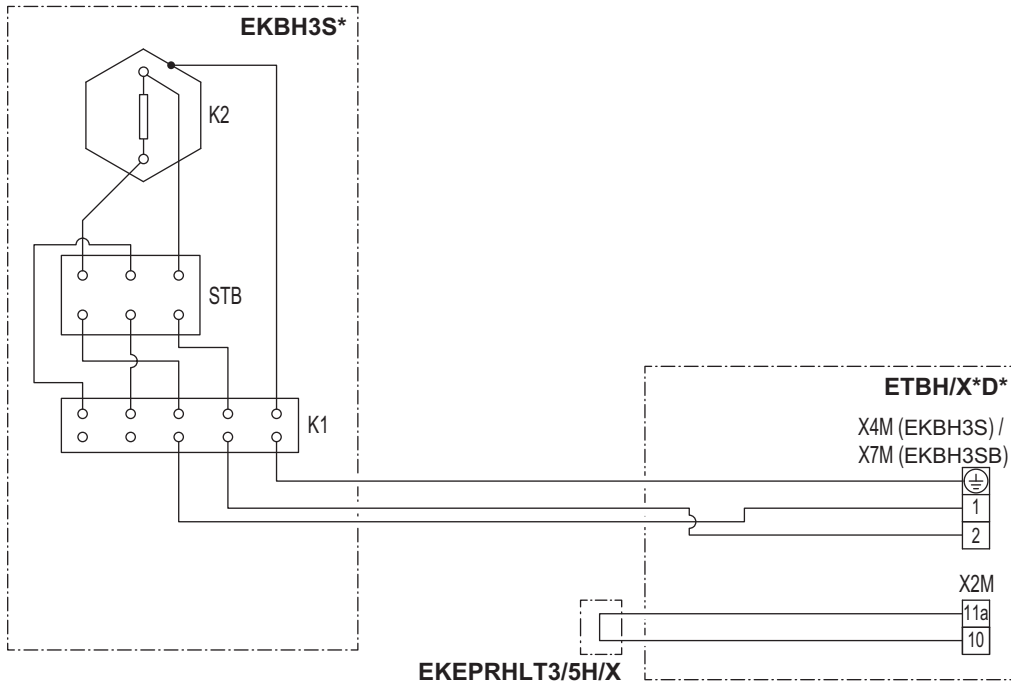 EKBH3S*
K2
STB
K1
ETBH/X*D*
X4M (EKBH3S) /
X7M (EKBH3SB)
1
2
X2M
11a
10
EKEPRHLT3/5H/X